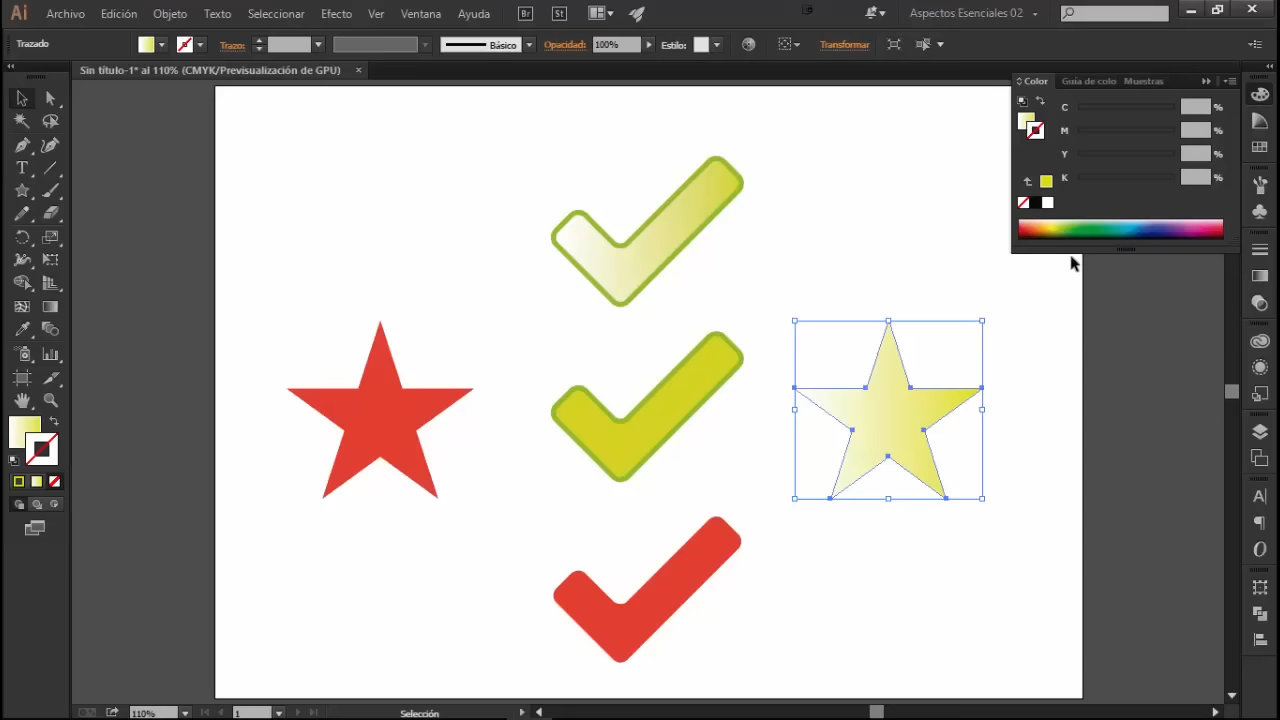 Ai Archivo Edición Objeto Texto Seleccionar Efecto Ver Ventana Ayuda Br St Aspectos Esenciales 02
Trazado Trazo: Básico Opacidad: 100% Estilo: Transformar
Sin título-1* al 110% (CMYK/Previsualización de GPU) ×
Color Guía de colo Muestras
C %
M %
Y %
K %
110% 1 Selección